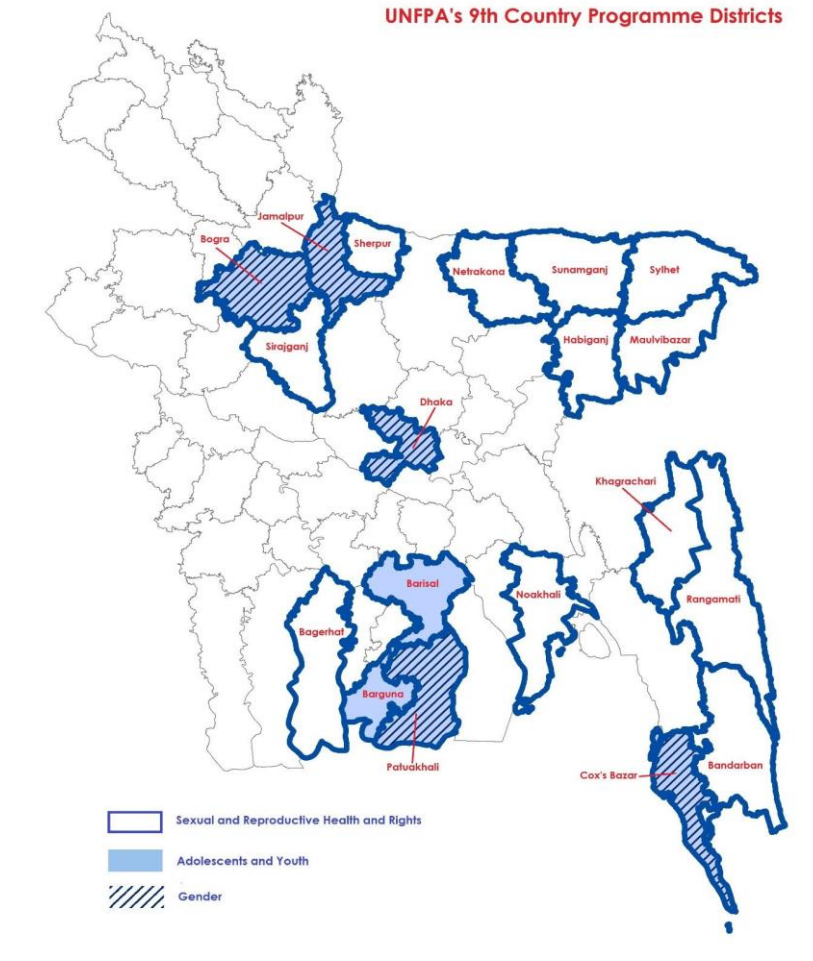 UNFPA's 9th Country Programme Districts
Jamalpur
Bogra
Sherpur
Netrakona
Sunamganj
Sylhet
Sirajganj
Habiganj
Maulvibazar
Dhaka
Khagrachari
Barisal
Noakhali
Rangamati
Bagerhat
Barguna
Patuakhali
Cox's Bazar
Bandarban
Sexual and Reproductive Health and Rights
Adolescents and Youth
Gender